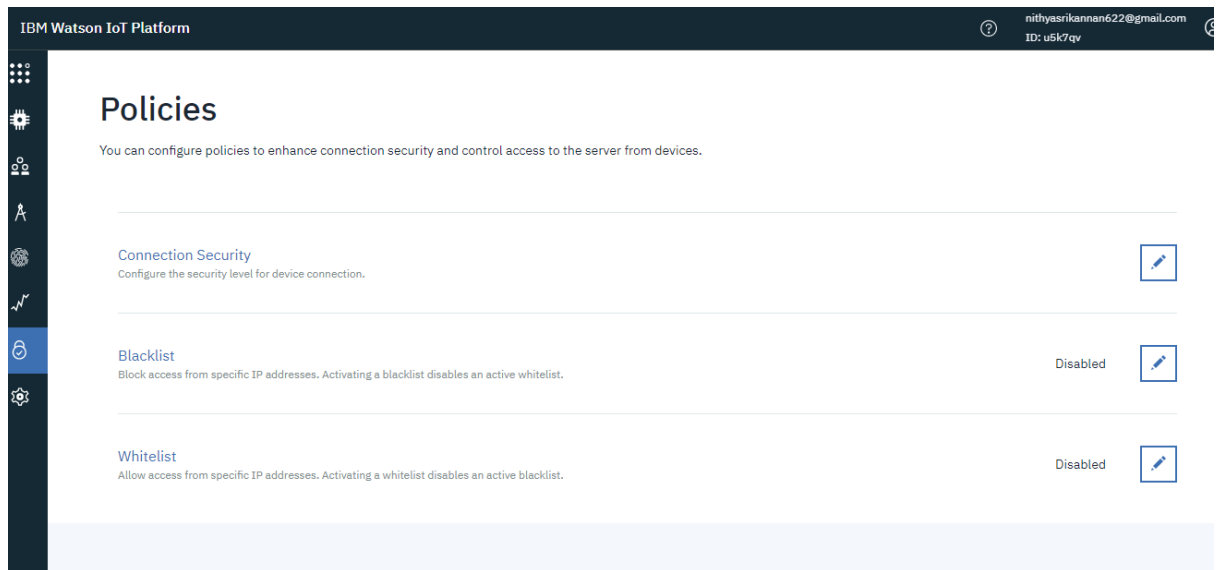 IBM Watson IoT Platform
nithyasrikannan622@gmail.com
ID: u5k7qv
Policies
You can configure policies to enhance connection security and control access to the server from devices.
Connection Security
Configure the security level for device connection.
Blacklist
Block access from specific IP addresses. Activating a blacklist disables an active whitelist.
Disabled
Whitelist
Allow access from specific IP addresses. Activating a whitelist disables an active blacklist.
Disabled